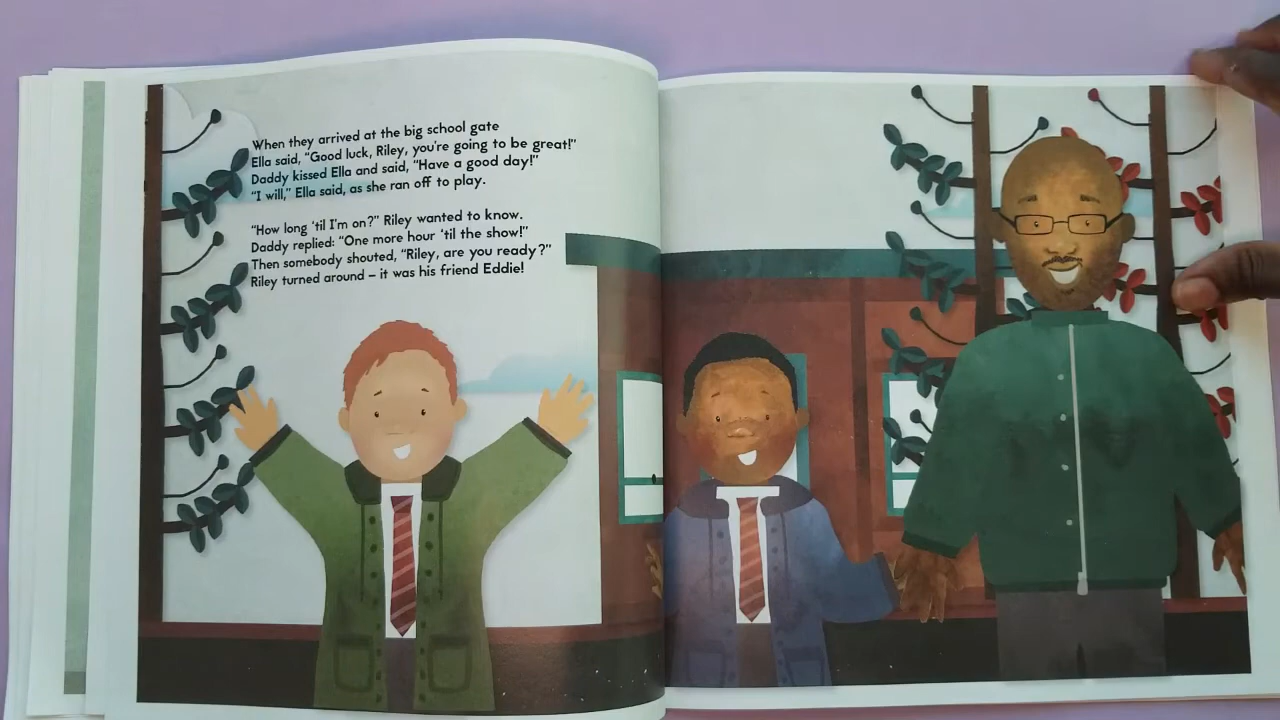 When they arrived at the big school gate
Ella said, “Good luck, Riley, you're going to be great!”
Daddy kissed Ella and said, “Have a good day!”
“I will,” Ella said, as she ran off to play.
“How long ‘til I'm on?” Riley wanted to know.
Daddy replied: “One more hour ‘til the show!”
Then somebody shouted, “Riley, are you ready?”
Riley turned around – it was his friend Eddie!